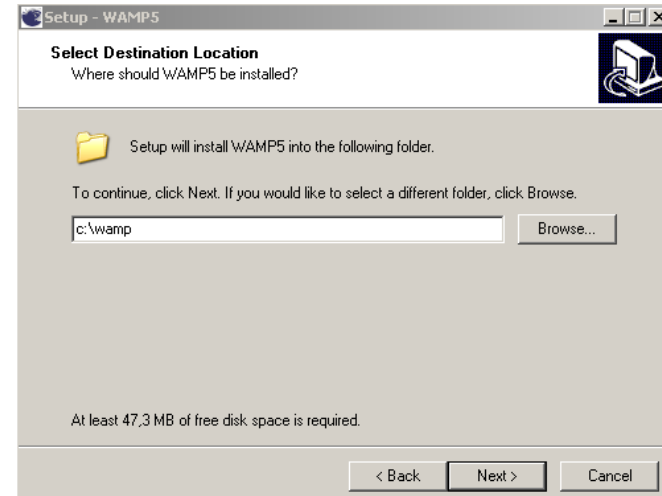 Setup - WAMP5
Select Destination Location
Where should WAMP5 be installed?
Setup will install WAMP5 into the following folder.
To continue, click Next. If you would like to select a different folder, click Browse.
c:\wamp
Browse...
At least 47,3 MB of free disk space is required.
< Back
Next >
Cancel